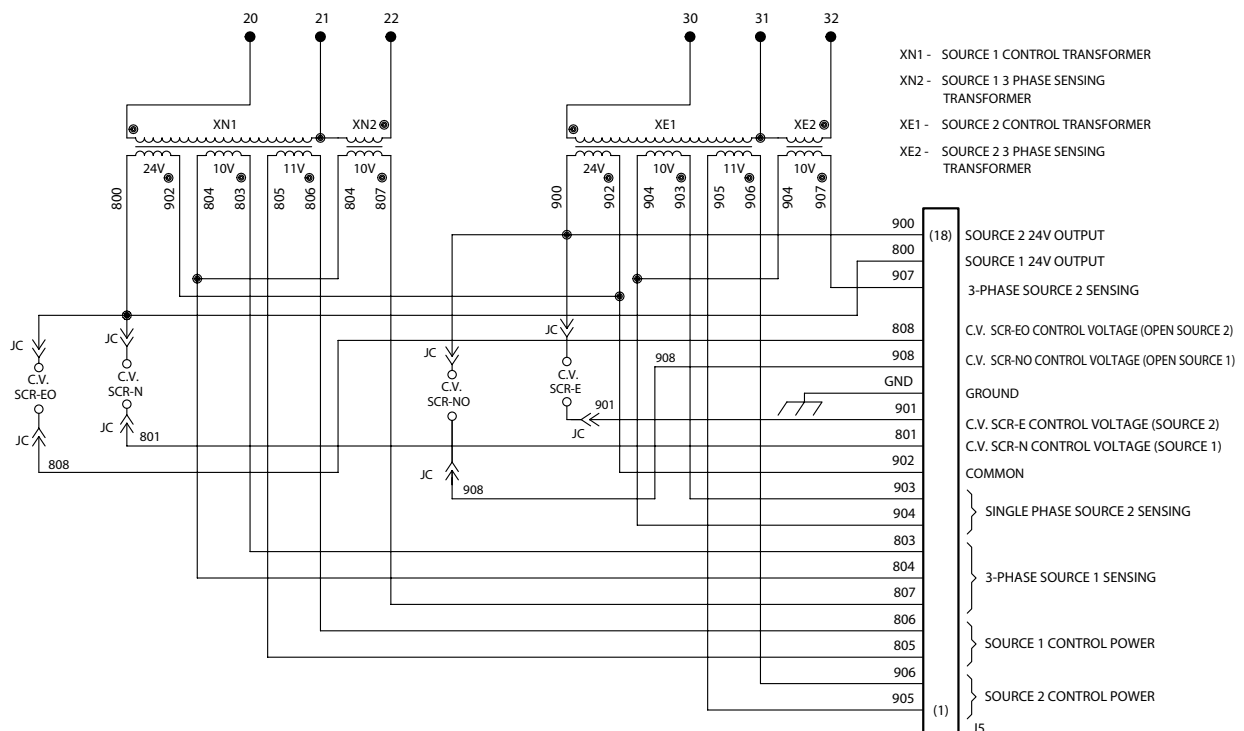 20 21 22 30 31 32
XN1 - SOURCE 1 CONTROL TRANSFORMER
XN2 - SOURCE 1 3 PHASE SENSING
TRANSFORMER
XE1 - SOURCE 2 CONTROL TRANSFORMER
XE2 - SOURCE 2 3 PHASE SENSING
TRANSFORMER
XN1 XN2 XE1 XE2
24V 10V 11V 10V 24V 10V 11V 10V
800 902 804 803 805 806 804 807 900 902 904 903 905 906 904 907
900 (18) SOURCE 2 24V OUTPUT
800 SOURCE 1 24V OUTPUT
907 3-PHASE SOURCE 2 SENSING
808 C.V. SCR-EO CONTROL VOLTAGE (OPEN SOURCE 2)
908 C.V. SCR-NO CONTROL VOLTAGE (OPEN SOURCE 1)
GND GROUND
901 C.V. SCR-E CONTROL VOLTAGE (SOURCE 2)
801 C.V. SCR-N CONTROL VOLTAGE (SOURCE 1)
902 COMMON
903
904 SINGLE PHASE SOURCE 2 SENSING
803
804 3-PHASE SOURCE 1 SENSING
807
806
805 SOURCE 1 CONTROL POWER
906
905 SOURCE 2 CONTROL POWER
(1)
J5
JC JC JC JC
C.V.
SCR-EO
C.V.
SCR-N
C.V.
SCR-NO
C.V.
SCR-E
908
901
JC JC JC JC
801
808
908